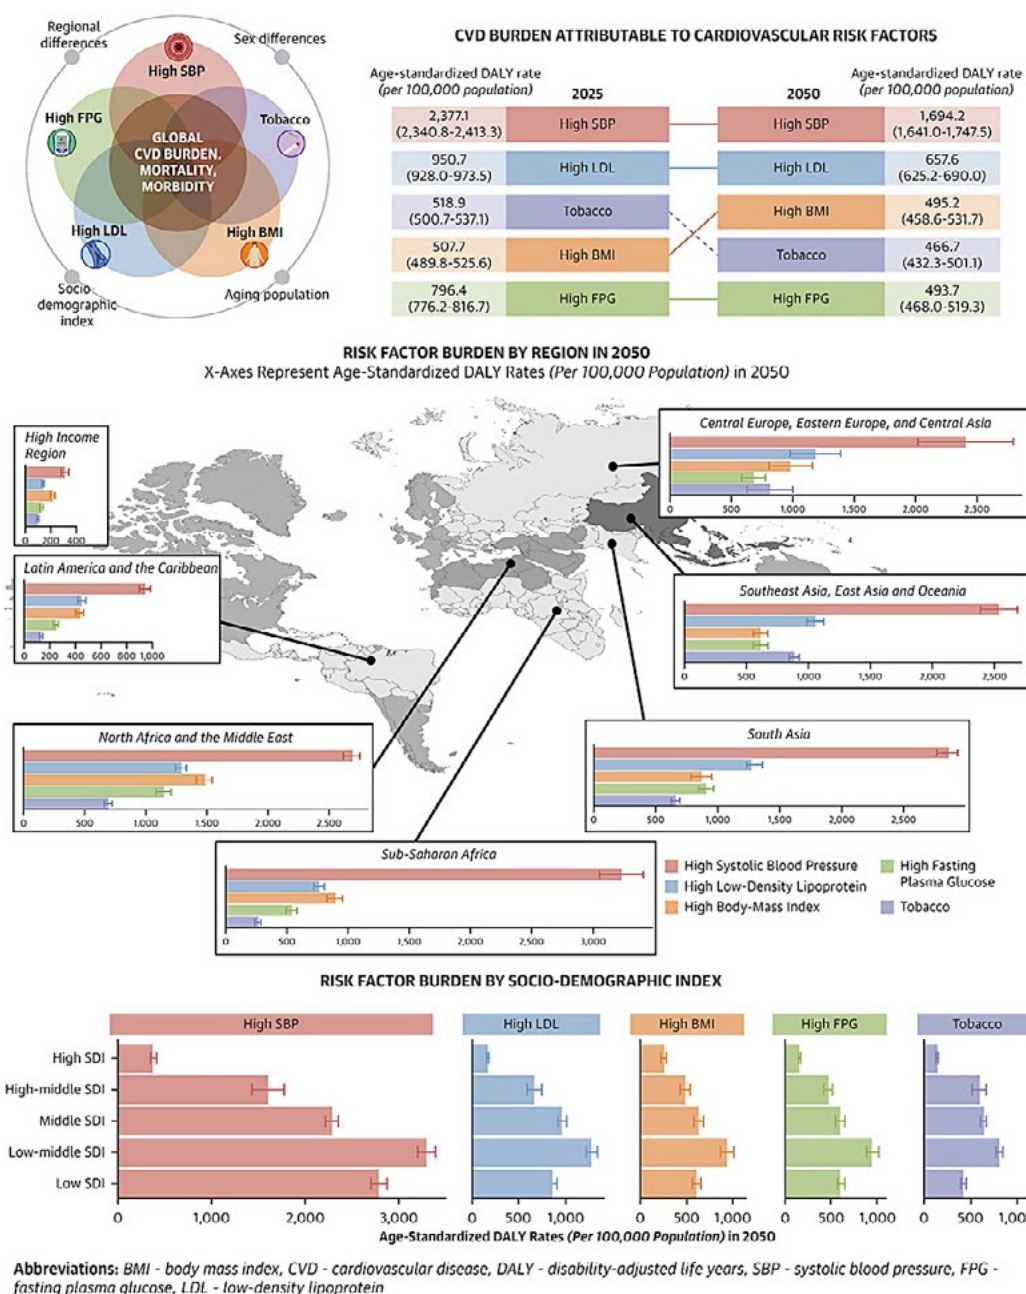 Regional
differences
Sex differences
High SBP
High FPG
Tobacco
GLOBAL
CVD BURDEN,
MORTALITY,
MORBIDITY
High LDL
High BMI
Socio-
demographic
index
Aging population
CVD BURDEN ATTRIBUTABLE TO CARDIOVASCULAR RISK FACTORS
Age-standardized DALY rate
(per 100,000 population)
2025
2050
Age-standardized DALY rate
(per 100,000 population)
2,377.1
(2,340.8-2,413.3)
High SBP
High SBP
1,694.2
(1,641.0-1,747.5)
950.7
(928.0-973.5)
High LDL
High LDL
657.6
(625.2-690.0)
518.9
(500.7-537.1)
Tobacco
High BMI
495.2
(458.6-531.7)
507.7
(489.8-525.6)
High BMI
Tobacco
466.7
(432.3-501.1)
796.4
(776.2-816.7)
High FPG
High FPG
493.7
(468.0-519.3)
RISK FACTOR BURDEN BY REGION IN 2050
X-Axes Represent Age-Standardized DALY Rates (Per 100,000 Population) in 2050
High Income
Region
0 200 400
Central Europe, Eastern Europe, and Central Asia
0 500 1,000 1,500 2,000 2,500
Latin America and the Caribbean
0 200 400 600 800 1,000
Southeast Asia, East Asia and Oceania
0 500 1,000 1,500 2,000 2,500
North Africa and the Middle East
0 500 1,000 1,500 2,000 2,500
South Asia
0 500 1,000 1,500 2,000 2,500
Sub-Saharan Africa
0 500 1,000 1,500 2,000 2,500 3,000
High Systolic Blood Pressure
High Low-Density Lipoprotein
High Body-Mass Index
High Fasting
Plasma Glucose
Tobacco
RISK FACTOR BURDEN BY SOCIO-DEMOGRAPHIC INDEX
High SBP High LDL High BMI High FPG Tobacco
High SDI
High-middle SDI
Middle SDI
Low-middle SDI
Low SDI
0 1,000 2,000 3,000 0 500 1,000 0 500 1,000 0 500 1,000 0 500 1,000
Age-Standardized DALY Rates (Per 100,000 Population) in 2050
Abbreviations: BMI - body mass index, CVD - cardiovascular disease, DALY - disability-adjusted life years, SBP - systolic blood pressure, FPG -
fasting plasma glucose, LDL - low-density lipoprotein